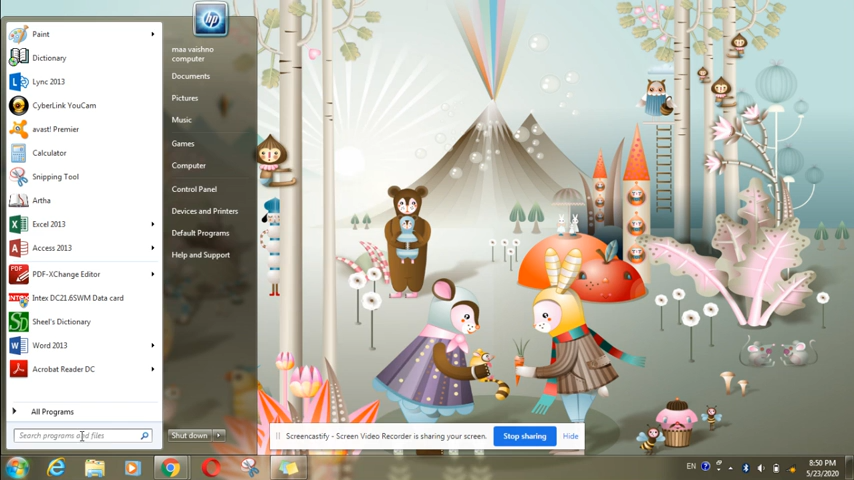 Paint
Dictionary
Lync 2013
CyberLink YouCam
avast! Premier
Calculator
Snipping Tool
Artha
Excel 2013
Access 2013
PDF-XChange Editor
Intex DC21.6SWM Data card
Sheel's Dictionary
Word 2013
Acrobat Reader DC
All Programs
Search programs and files
hp
maa vaishno
computer
Documents
Pictures
Music
Games
Computer
Control Panel
Devices and Printers
Default Programs
Help and Support
Shut down
Screencastify - Screen Video Recorder is sharing your screen.
Stop sharing
Hide
EN
8:50 PM
5/23/2020